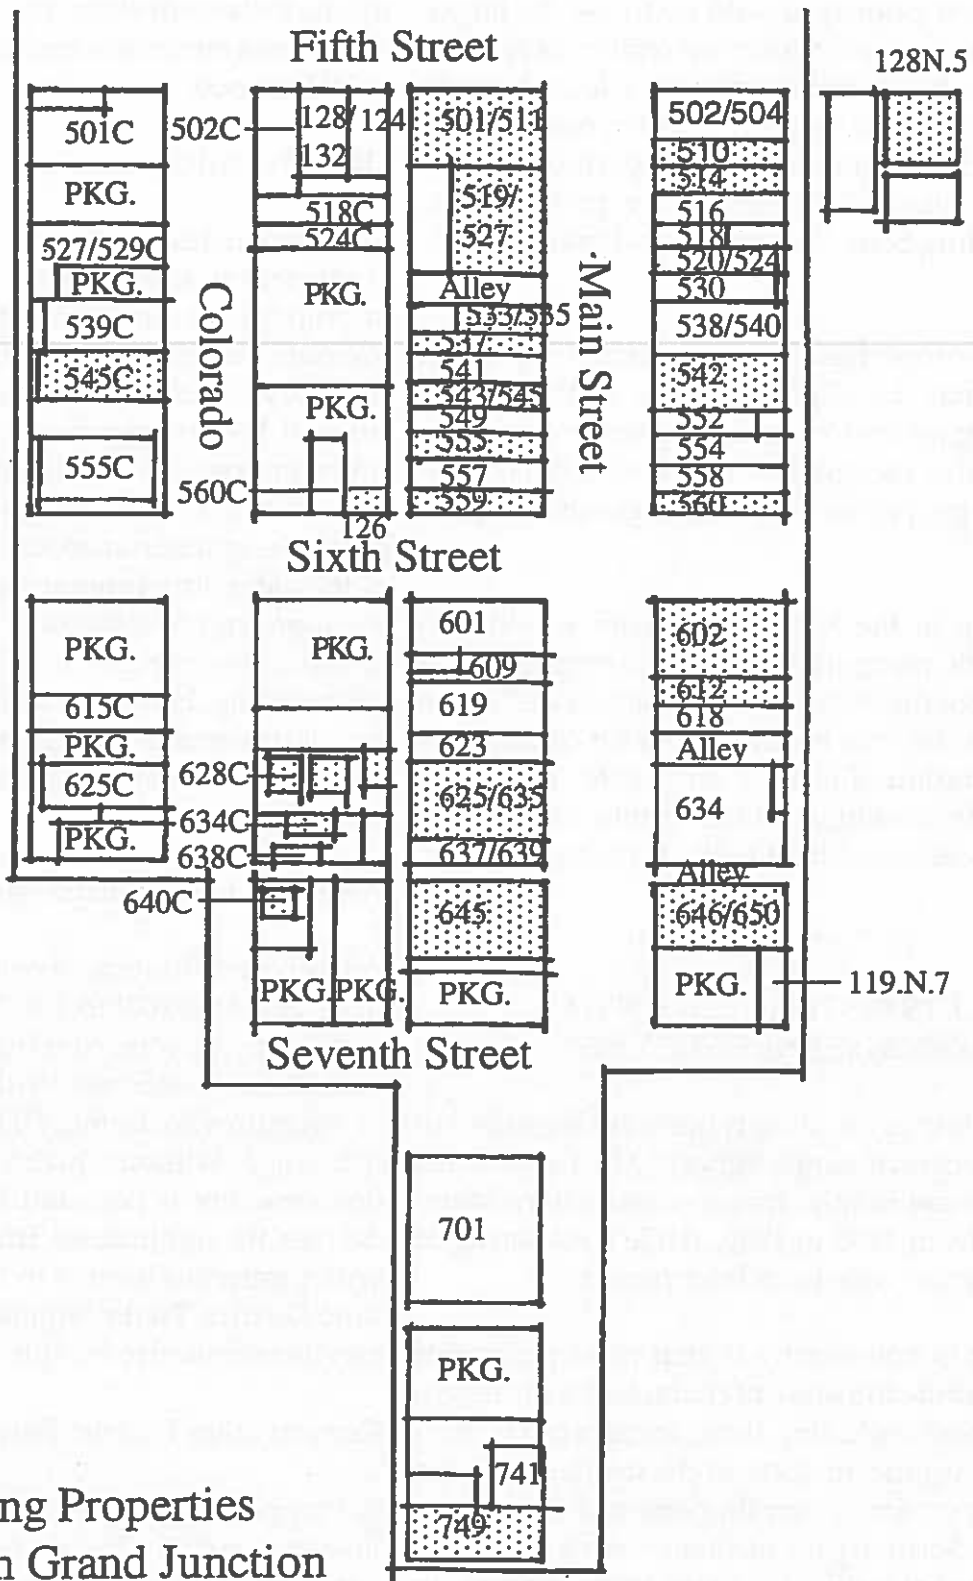 Fifth Street
128N.5
501C
PKG.
527/529C
PKG.
539C
545C
555C
Colorado
502C
128/ 124
132
518C
524C
PKG.
PKG.
560C
126
501/511
519/
527
Alley
533/535
537
541
543/545
549
555
557
559
Main Street
502/504
510
514
516
518
520/524
530
538/540
542
552
554
558
560
Sixth Street
PKG.
615C
PKG.
625C
PKG.
PKG.
628C
634C
638C
640C
PKG.
PKG.
601
609
619
623
625/635
637/639
645
PKG.
602
612
618
Alley
634
Alley
646/650
PKG.
119.N.7
Seventh Street
701
PKG.
741
749
ng Properties
n Grand Junction